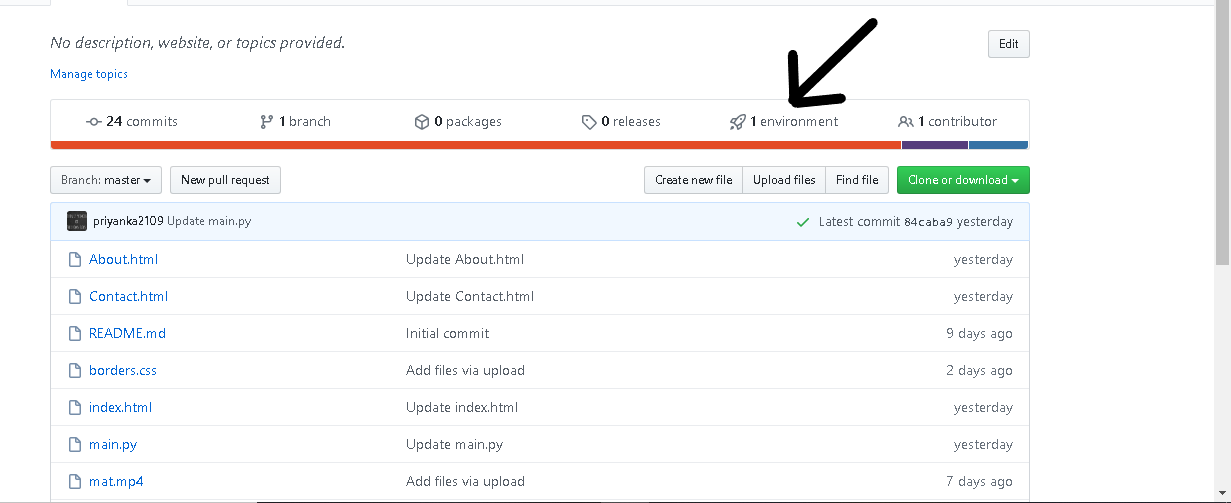 No description, website, or topics provided.
Edit
Manage topics
24 commits 1 branch 0 packages 0 releases 1 environment 1 contributor
Branch: master New pull request Create new file Upload files Find file Clone or download
priyanka2109 Update main.py Latest commit 84caba9 yesterday
About.html Update About.html yesterday
Contact.html Update Contact.html yesterday
README.md Initial commit 9 days ago
borders.css Add files via upload 2 days ago
index.html Update index.html yesterday
main.py Update main.py yesterday
mat.mp4 Add files via upload 7 days ago